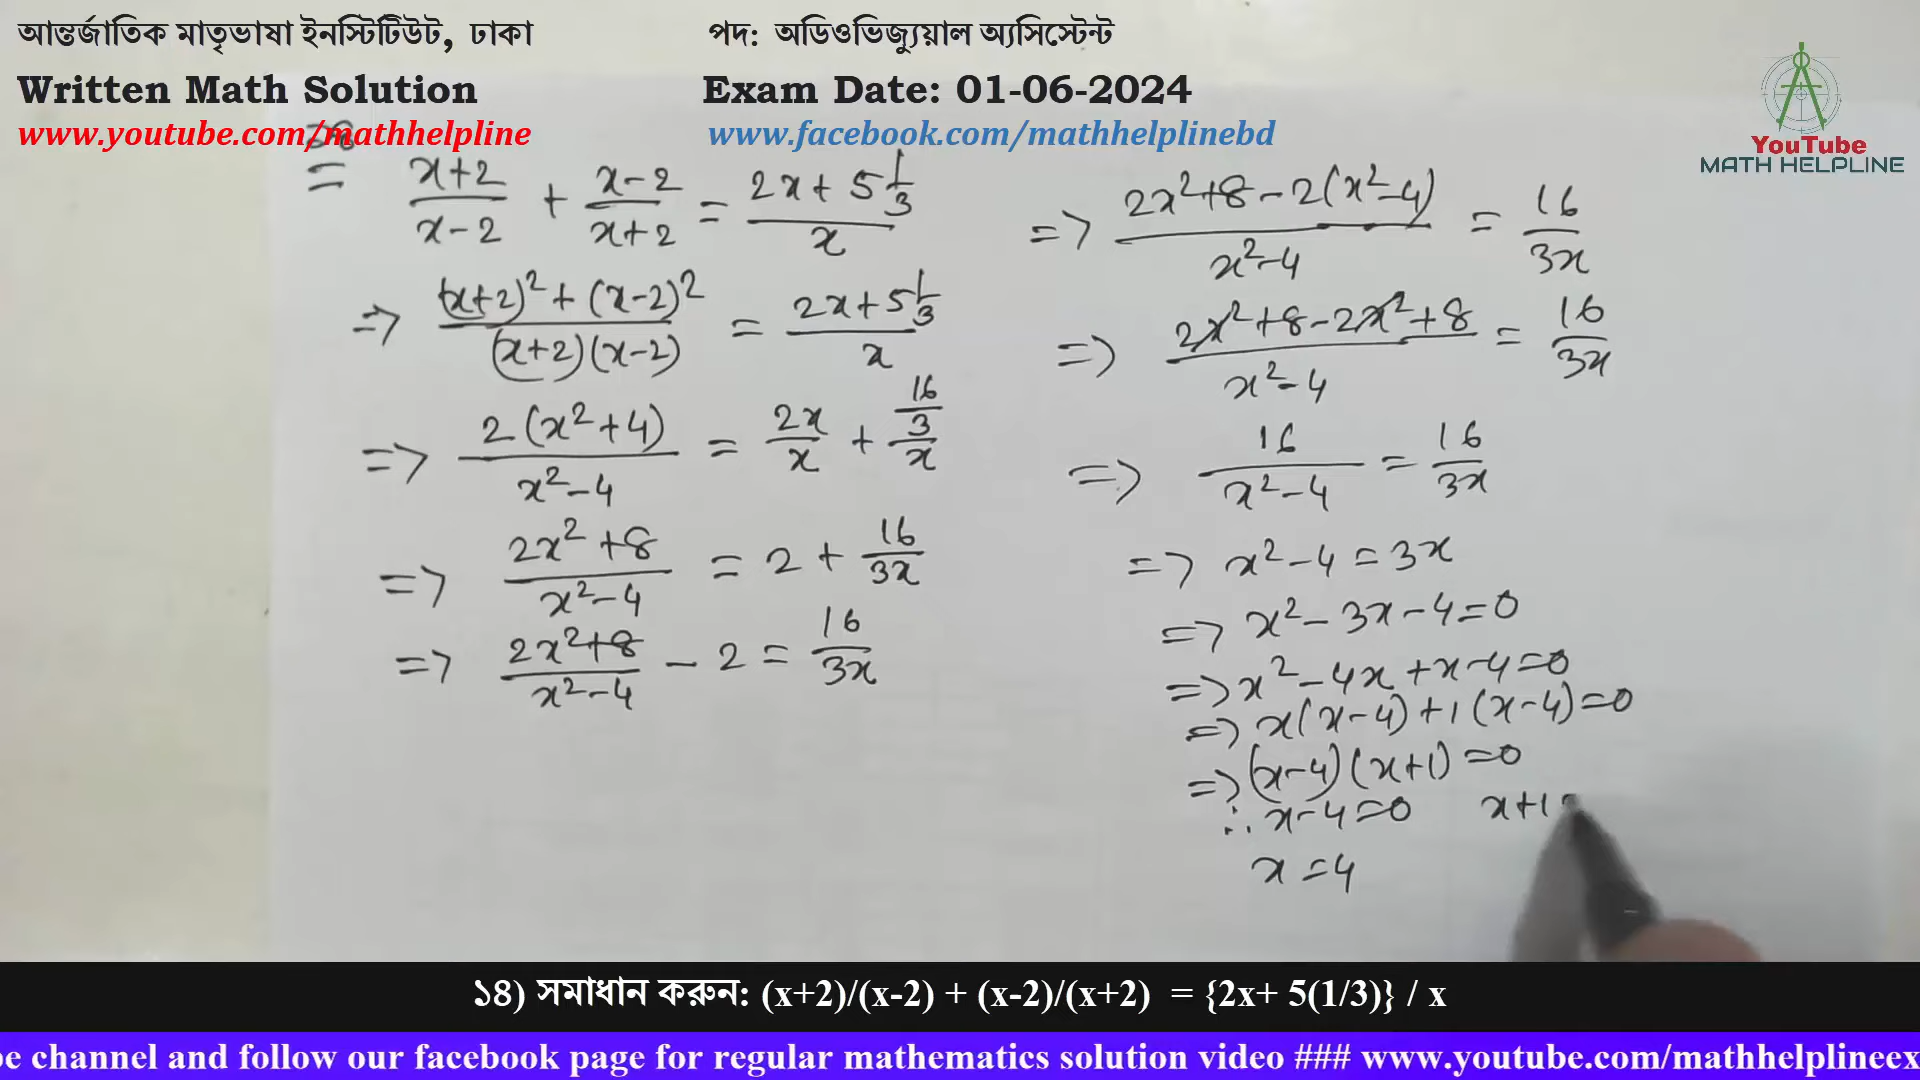 আন্তর্জাতিক মাতৃভাষা ইনস্টিটিউট, ঢাকা
পদ: অডিওভিজ্যুয়াল অ্যসিস্টেন্ট
Written Math Solution
Exam Date: 01-06-2024
www.youtube.com/mathhelpline
www.facebook.com/mathhelplinebd
YouTube
MATH HELPLINE
= (x+2)/(x-2) + (x-2)/(x+2) = (2x+5 1/3)/x
=> ((x+2)² + (x-2)²)/((x+2)(x-2)) = (2x+5 1/3)/x
=> 2(x²+4)/(x²-4) = 2x/x + (16/3)/x
=> (2x²+8)/(x²-4) = 2 + 16/3x
=> (2x²+8)/(x²-4) - 2 = 16/3x
=> (2x²+8-2(x²-4))/(x²-4) = 16/3x
=> (2x²+8-2x²+8)/(x²-4) = 16/3x
=> 16/(x²-4) = 16/3x
=> x²-4=3x
=> x²-3x-4=0
=> x²-4x+x-4=0
=> x(x-4)+1(x-4)=0
=> (x-4)(x+1)=0
∴ x-4=0 x+1=
x=4
১৪) সমাধান করুন: (x+2)/(x-2) + (x-2)/(x+2) = {2x+ 5(1/3)} / x
be channel and follow our facebook page for regular mathematics solution video ### www.youtube.com/mathhelplineex